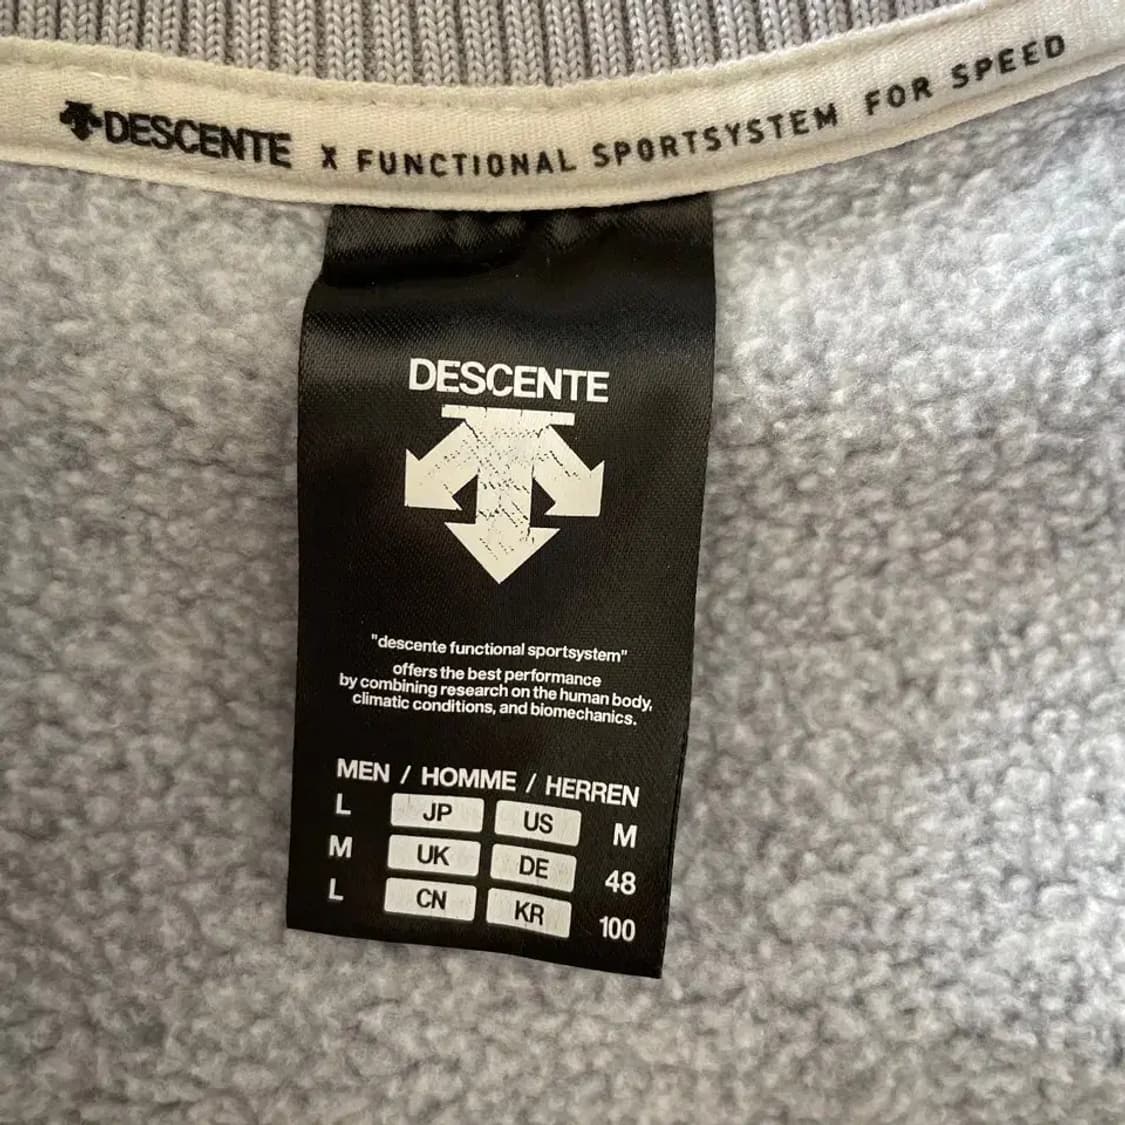 DESCENTE X FUNCTIONAL SPORTSYSTEM FOR SPEED
DESCENTE
"descente functional sportsystem"
offers the best performance
by combining research on the human body,
climatic conditions, and biomechanics.
MEN / HOMME / HERREN
L JP US M
M UK DE 48
L CN KR 100